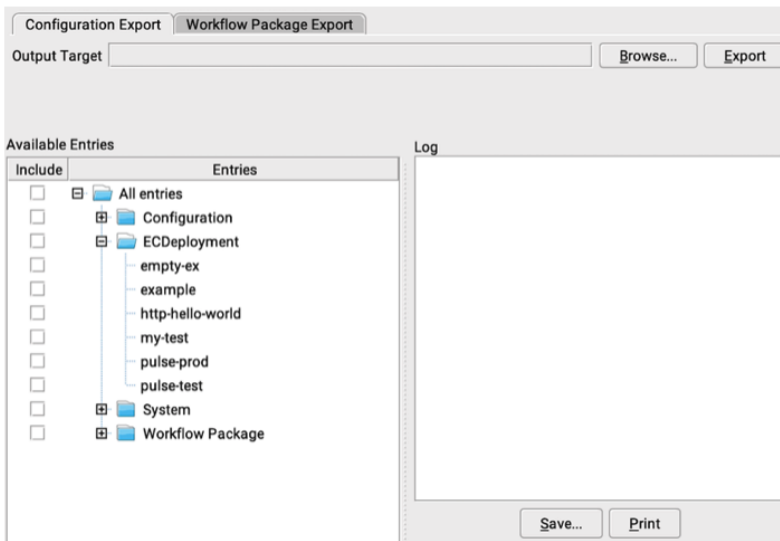 Configuration Export Workflow Package Export
Output Target Browse... Export
Available Entries
Log
Include Entries
All entries
Configuration
ECDeployment
empty-ex
example
http-hello-world
my-test
pulse-prod
pulse-test
System
Workflow Package
Save... Print